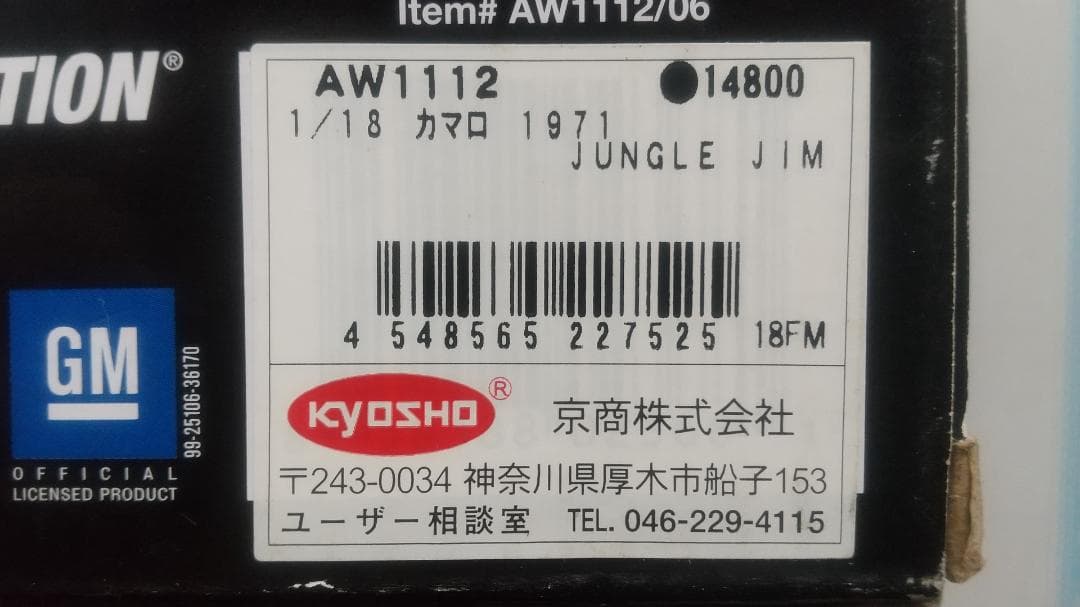 Item# AW1112/06
TION®
AW1112 ●14800
1/18 カマロ 1971
JUNGLE JIM
4 548565 227525 18FM
GM
99-25106-36170
OFFICIAL
LICENSED PRODUCT
KYOSHO®
京商株式会社
〒243-0034 神奈川県厚木市船子153
ユーザー相談室 TEL. 046-229-4115